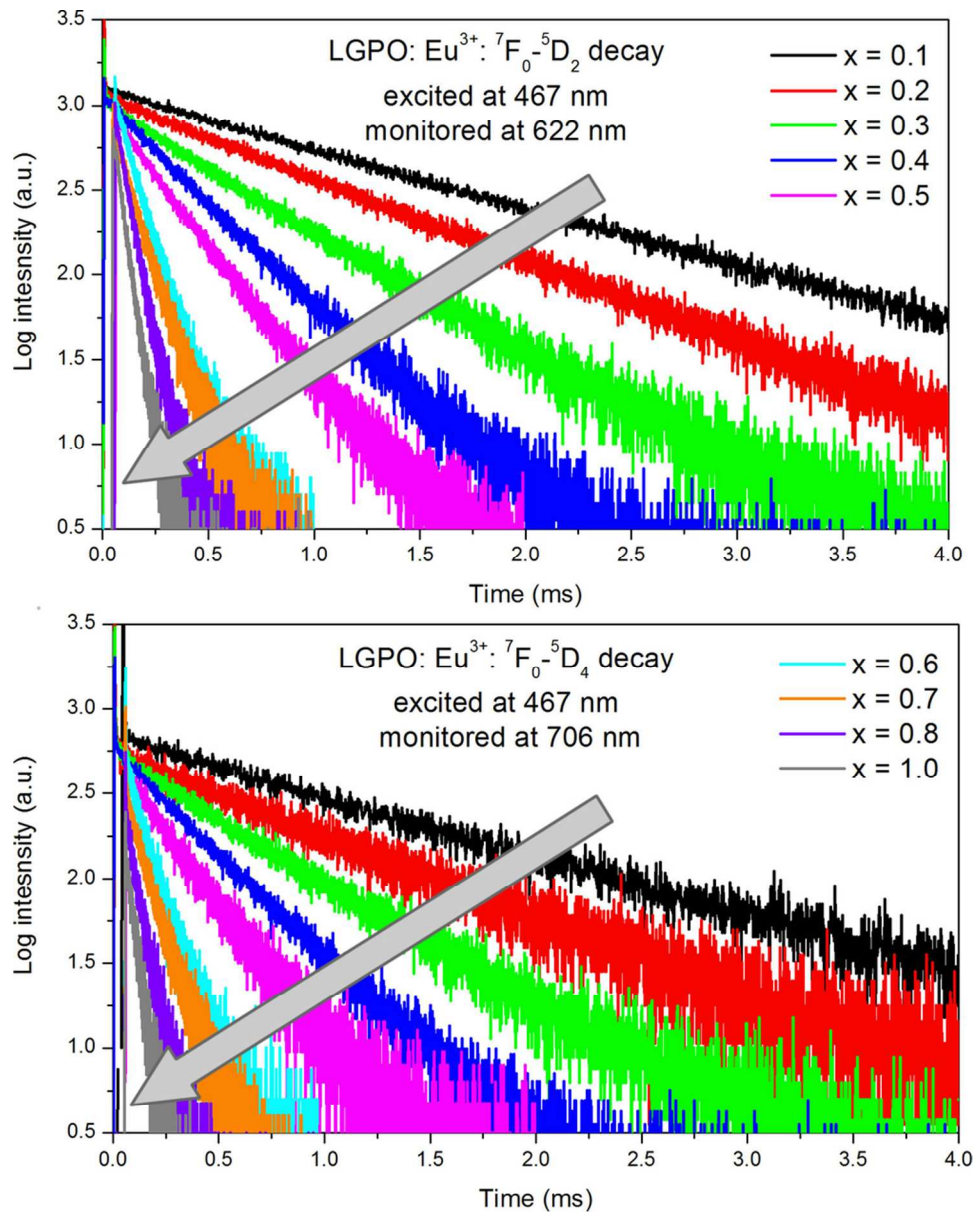 LGPO: Eu³⁺: ⁷F₀-⁵D₂ decay
excited at 467 nm
monitored at 622 nm
x = 0.1
x = 0.2
x = 0.3
x = 0.4
x = 0.5
Log intesnsity (a.u.)
3.5
3.0
2.5
2.0
1.5
1.0
0.5
0.0 0.5 1.0 1.5 2.0 2.5 3.0 3.5 4.0
Time (ms)
LGPO: Eu³⁺: ⁷F₀-⁵D₄ decay
excited at 467 nm
monitored at 706 nm
x = 0.6
x = 0.7
x = 0.8
x = 1.0
Log intesnsity (a.u.)
3.5
3.0
2.5
2.0
1.5
1.0
0.5
0.0 0.5 1.0 1.5 2.0 2.5 3.0 3.5 4.0
Time (ms)